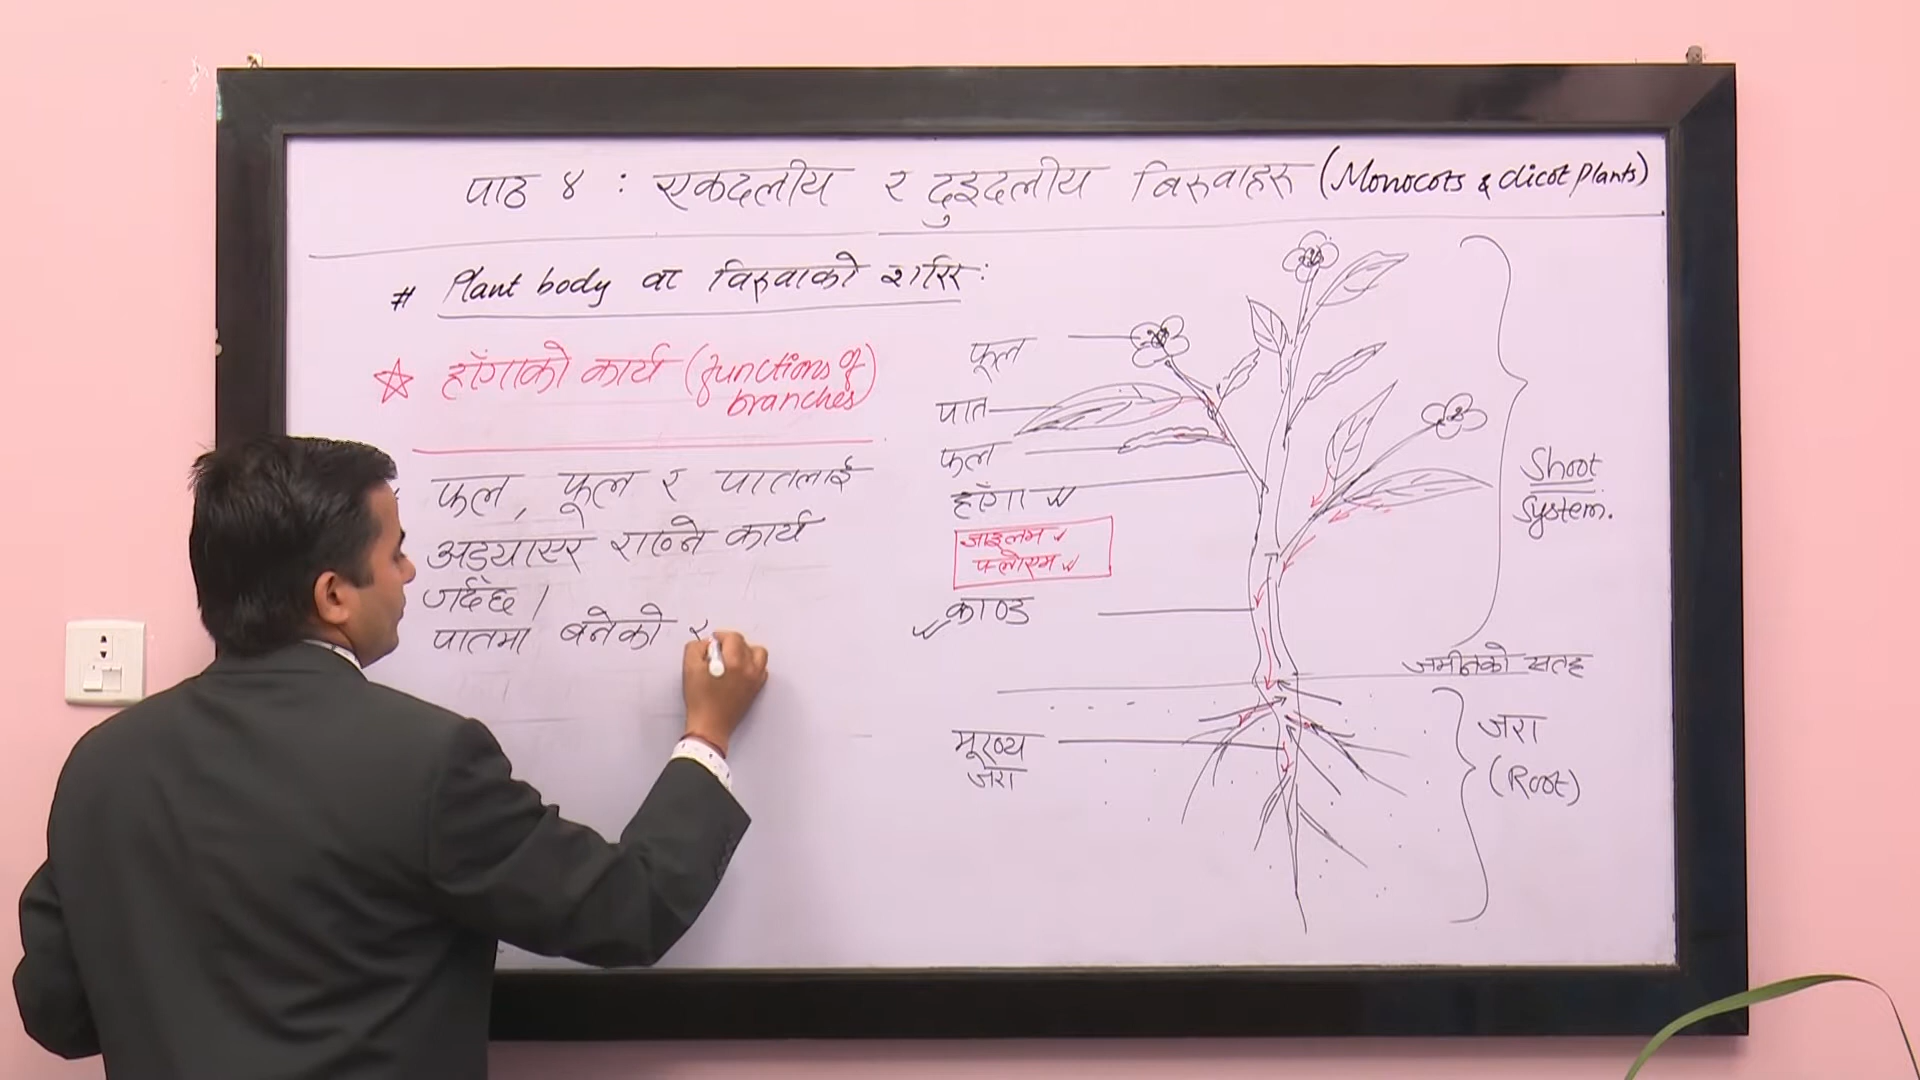 पाठ ४ : एकदलीय र दुइदलीय बिरुवाहरु (Monocots & dicot plants)
# Plant body वा विरुवाको शरिर:
हाँगाको कार्य (functions of
branches)
फल, फूल र पातलाई
अड्याएर राख्ने कार्य
गर्दछ।
पातमा बनेको र
फूल
पात
फल
हाँगा
जाइलम
फ्लोएम
काण्ड
मूख्य
जरा
Shoot
System.
जमीनको सतह
जरा
(Root)